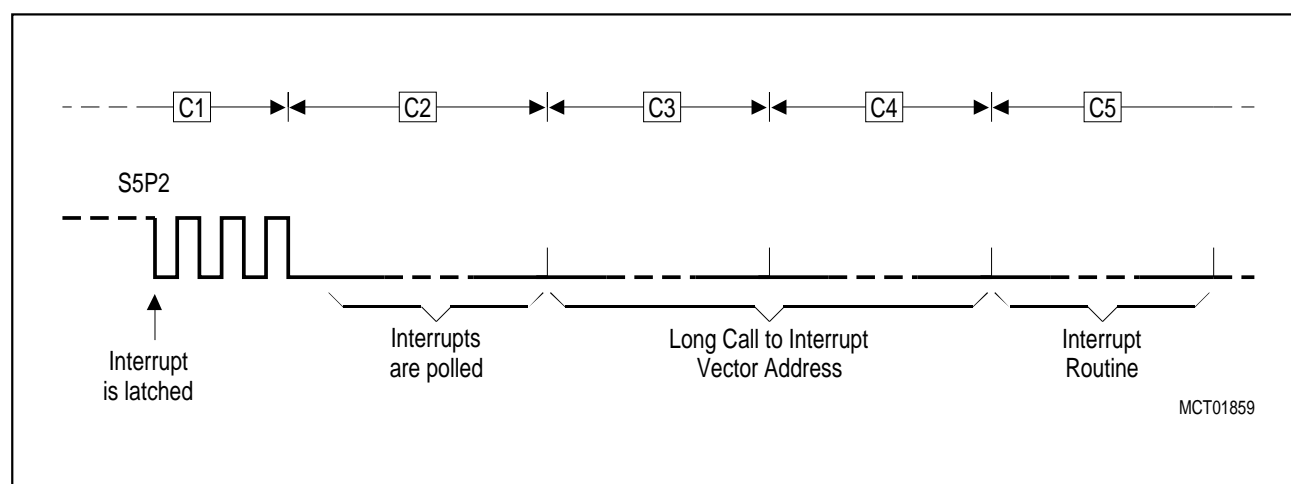 C1 C2 C3 C4 C5
S5P2
Interrupt
is latched
Interrupts
are polled
Long Call to Interrupt
Vector Address
Interrupt
Routine
MCT01859